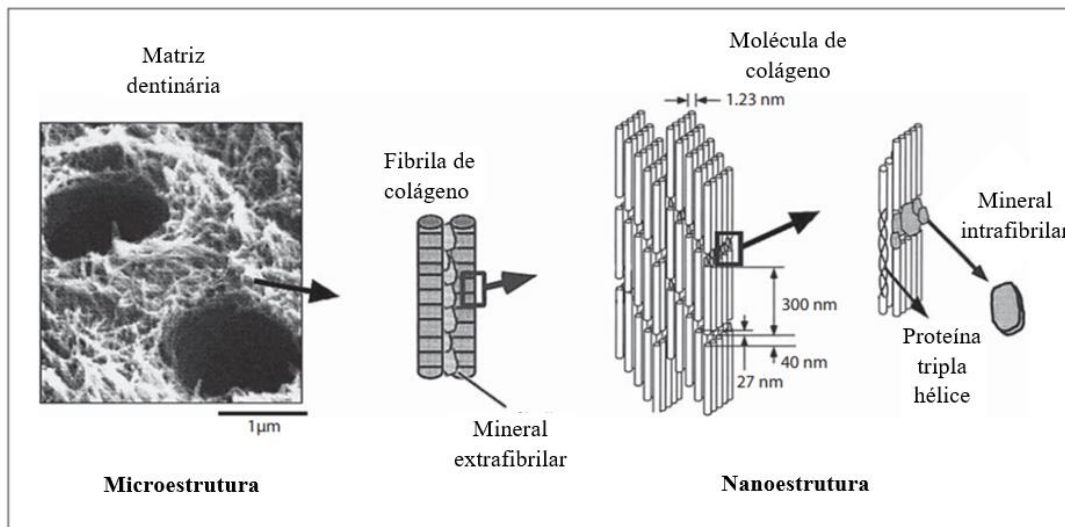 Matriz
dentinária
Fibrila de
colágeno
Molécula de
colágeno
1.23 nm
Mineral
intrafibrilar
300 nm
40 nm
27 nm
Proteína
tripla
hélice
1µm
Mineral
extrafibrilar
Microestrutura
Nanoestrutura